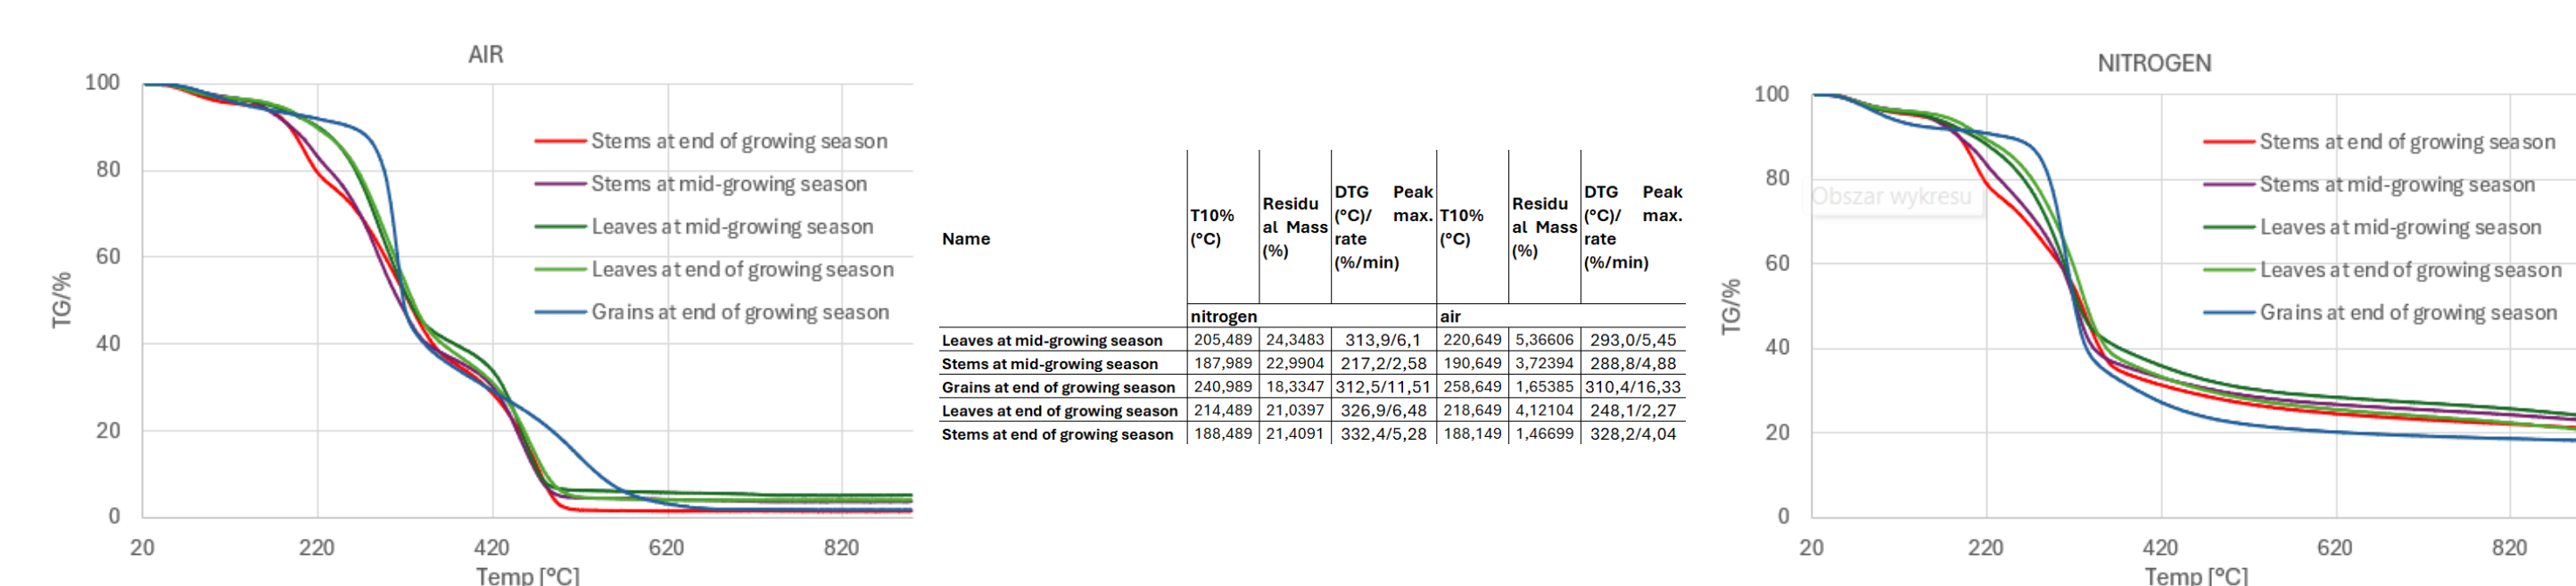 AIR
100
80
60
40
20
0
TG/%
20 220 420 620 820
Temp [°C]
Stems at end of growing season
Stems at mid-growing season
Leaves at mid-growing season
Leaves at end of growing season
Grains at end of growing season
Name
T10% (°C)
Residu
al Mass
(%)
DTG Peak
(°C)/ max.
rate
(%/min)
T10%
(°C)
Residu
al Mass
(%)
DTG Peak
(°C)/ max.
rate
(%/min)
nitrogen air
Leaves at mid-growing season 205,489 24,3483 313,9/6,1 220,649 5,36606 293,0/5,45
Stems at mid-growing season 187,989 22,9904 217,2/2,58 190,649 3,72394 288,8/4,88
Grains at end of growing season 240,989 18,3347 312,5/11,51 258,649 1,65385 310,4/16,33
Leaves at end of growing season 214,489 21,0397 326,9/6,48 218,649 4,12104 248,1/2,27
Stems at end of growing season 188,489 21,4091 332,4/5,28 188,149 1,46699 328,2/4,04
NITROGEN
100
80
60
40
20
0
TG/%
20 220 420 620 820
Temp [°C]
Obszar wykresu
Stems at end of growing season
Stems at mid-growing season
Leaves at mid-growing season
Leaves at end of growing season
Grains at end of growing season